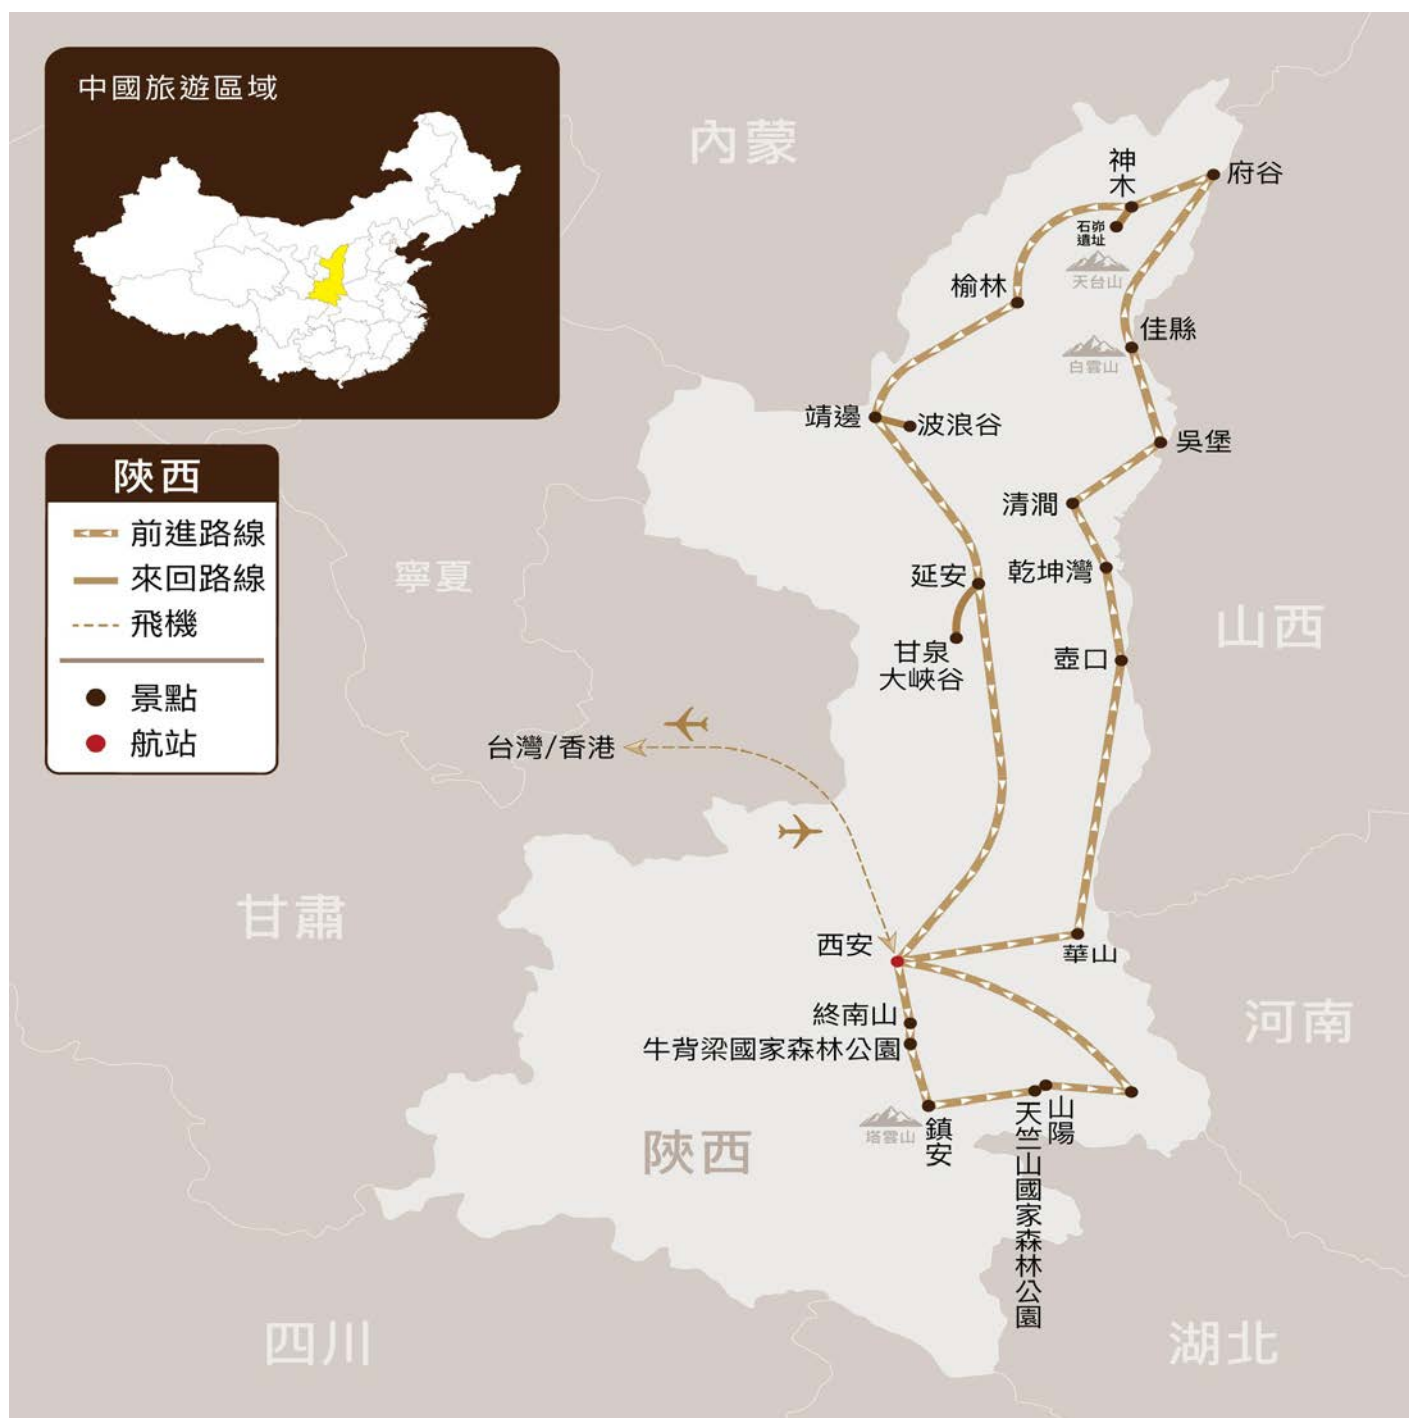 中國旅遊區域
陝西
前進路線
來回路線
飛機
景點
航站
內蒙
寧夏
山西
甘肅
河南
陝西
四川
湖北
神木
府谷
石峁
遺址
天台山
榆林
佳縣
白雲山
靖邊
波浪谷
吳堡
清澗
延安
乾坤灣
甘泉
大峽谷
壺口
台灣/香港
西安
華山
終南山
牛背梁國家森林公園
塔雲山
鎮安
天竺山國家森林公園
山陽